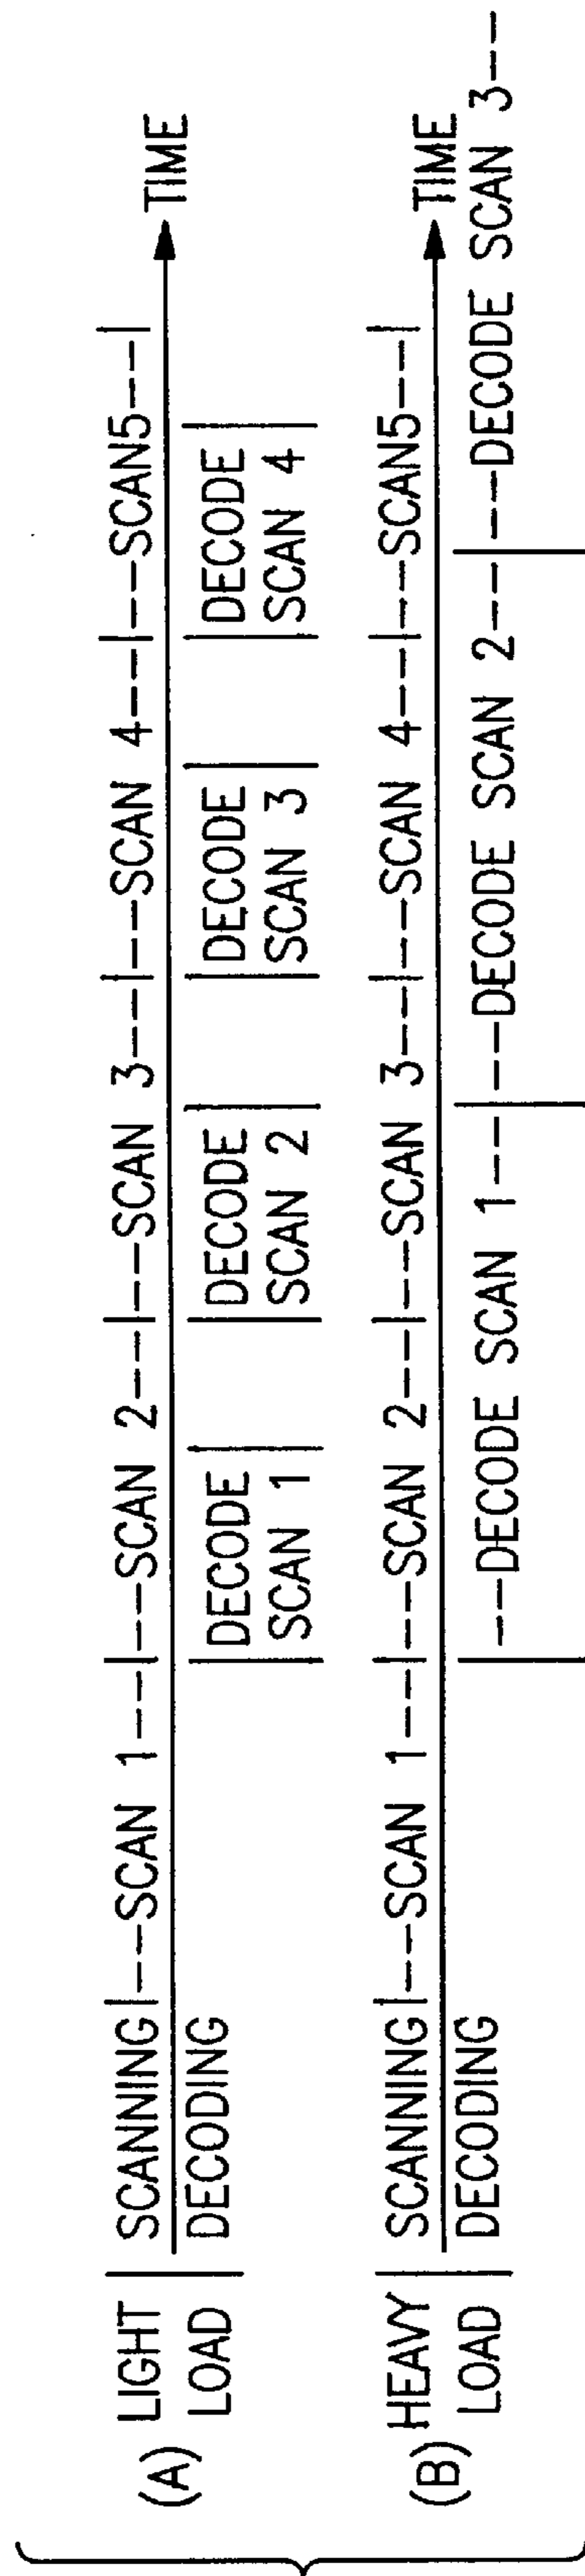 (A) LIGHT LOAD
SCANNING |---SCAN 1---|---SCAN 2---|---SCAN 3---|---SCAN 4---|---SCAN5---|
TIME
DECODING
DECODE SCAN 1
DECODE SCAN 2
DECODE SCAN 3
DECODE SCAN 4
(B) HEAVY LOAD
SCANNING |---SCAN 1---|---SCAN 2---|---SCAN 3---|---SCAN 4---|---SCAN5---|
TIME
DECODING
---DECODE SCAN 1---
---DECODE SCAN 2---
---DECODE SCAN 3---